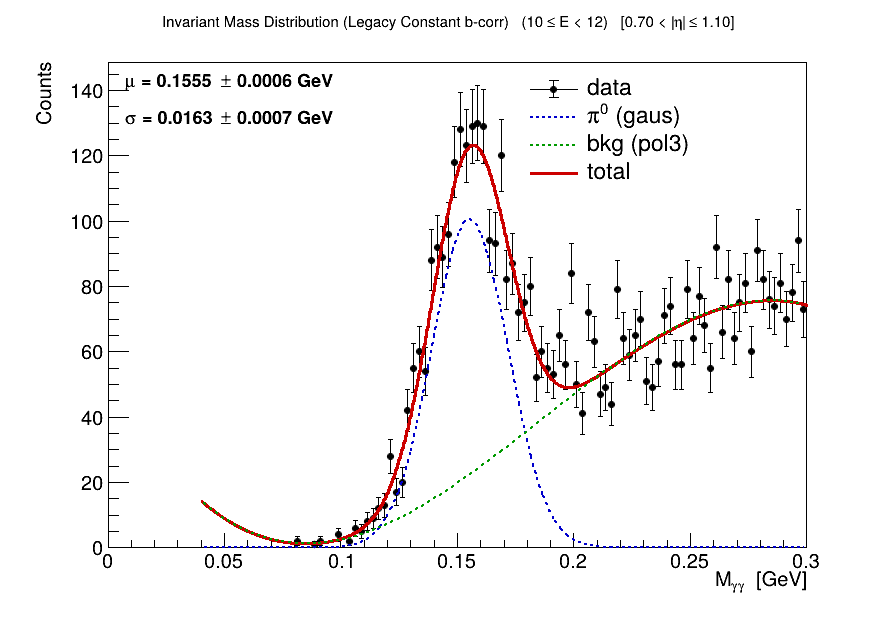 Invariant Mass Distribution (Legacy Constant b-corr) (10 ≤ E < 12) [0.70 < |η| ≤ 1.10]
Counts
μ = 0.1555 ± 0.0006 GeV
σ = 0.0163 ± 0.0007 GeV
data
π⁰ (gaus)
bkg (pol3)
total
140
120
100
80
60
40
20
0
0 0.05 0.1 0.15 0.2 0.25 0.3
Mγγ [GeV]